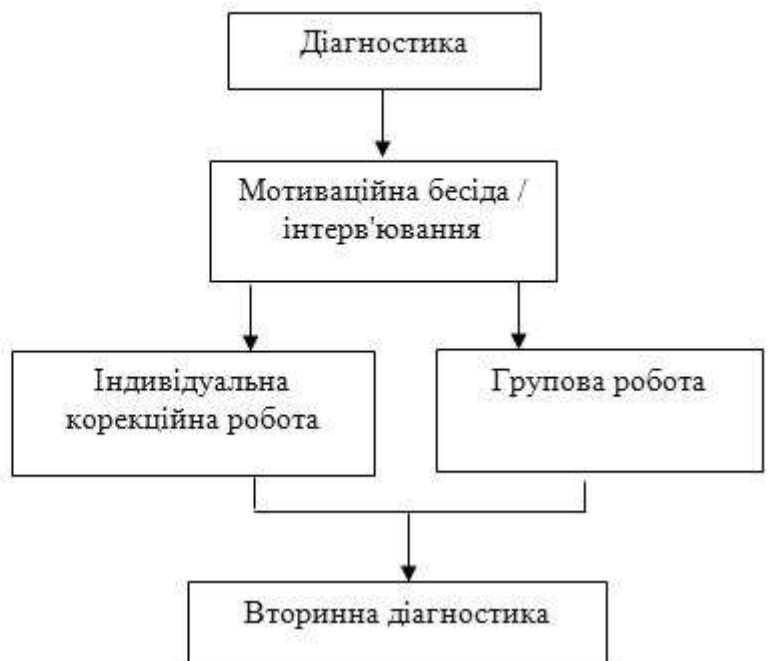 Діагностика
Мотиваційна бесіда /
інтерв'ювання
Індивідуальна
корекційна робота
Групова робота
Вторинна діагностика